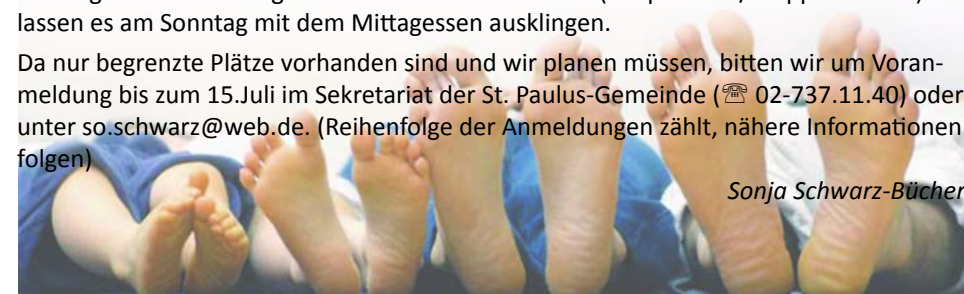 lassen es am Sonntag mit dem Mittagessen ausklingen.
Da nur begrenzte Plätze vorhanden sind und wir planen müssen, bitten wir um Voran-
meldung bis zum 15.Juli im Sekretariat der St. Paulus-Gemeinde (☏ 02-737.11.40) oder
unter so.schwarz@web.de. (Reihenfolge der Anmeldungen zählt, nähere Informationen
folgen)
Sonja Schwarz-Bücher